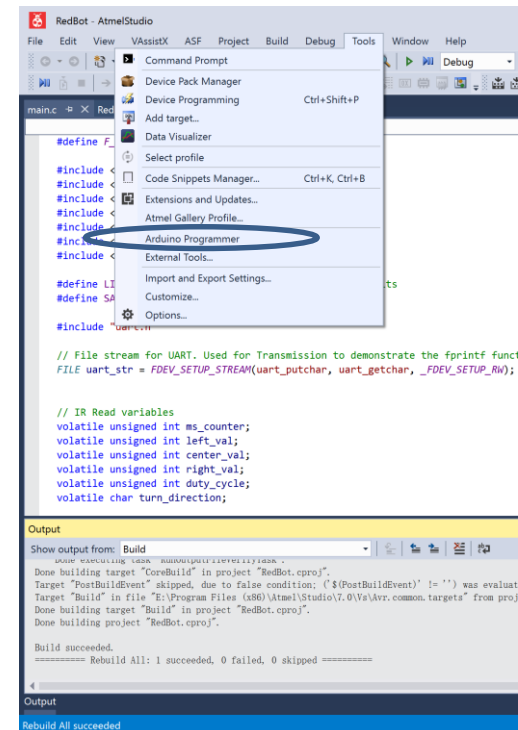 RedBot - AtmelStudio
File Edit View VAssistX ASF Project Build Debug Tools Window Help
Debug
Command Prompt
Device Pack Manager
Device Programming Ctrl+Shift+P
Add target...
Data Visualizer
Select profile
Code Snippets Manager... Ctrl+K, Ctrl+B
Extensions and Updates...
Atmel Gallery Profile...
Arduino Programmer
External Tools...
Import and Export Settings...
Customize...
Options...
main.c Red
#define F_
#include <
#include <
#include <
#include <
#include <
#include <
#include <
#define LI ts
#define SA
#include "uart.h"
// File stream for UART. Used for Transmission to demonstrate the fprintf funct
FILE uart_str = FDEV_SETUP_STREAM(uart_putchar, uart_getchar, _FDEV_SETUP_RW);
// IR Read variables
volatile unsigned int ms_counter;
volatile unsigned int left_val;
volatile unsigned int center_val;
volatile unsigned int right_val;
volatile unsigned int duty_cycle;
volatile char turn_direction;
Output
Show output from: Build
Done executing task "RunOutputFileVerifyTask".
Done building target "CoreBuild" in project "RedBot.cproj".
Target "PostBuildEvent" skipped, due to false condition; ('$(PostBuildEvent)' != '') was evaluat
Target "Build" in file "E:\Program Files (x86)\Atmel\Studio\7.0\Vs\Avr.common.targets" from proj
Done building target "Build" in project "RedBot.cproj".
Done building project "RedBot.cproj".
Build succeeded.
========== Rebuild All: 1 succeeded, 0 failed, 0 skipped ==========
Output
Rebuild All succeeded